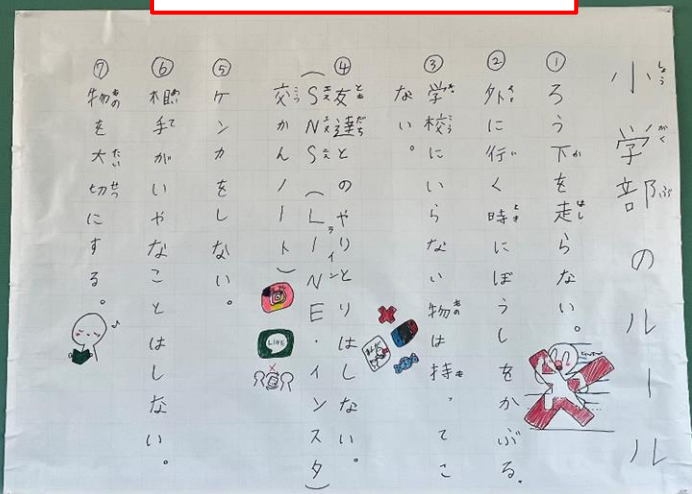 小学部のルール
①ろう下を走らない。
②外に行く時にぼうしをかぶる。
③学校にいらない物は持ってこ
ない。
④友達とのやりとりはしない。
(SNS(LINE・インスタ)
交かんノート)
⑤ケンカをしない。
⑥相手がいやなことはしない。
⑦物を大切にする。
LINE